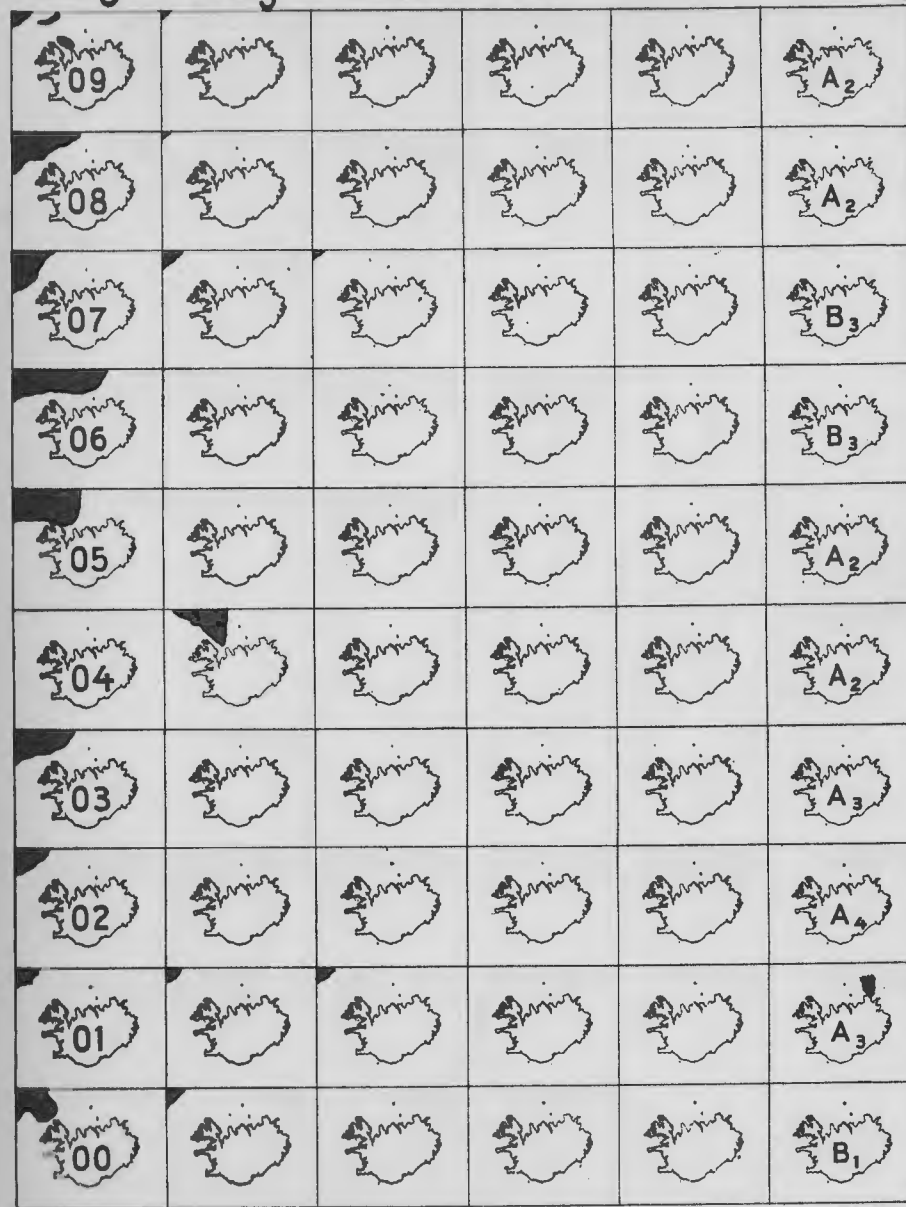 09 A₂
08 A₂
07 B₃
06 B₃
05 A₂
04 A₂
03 A₃
02 A₄
01 A₃
00 B₁